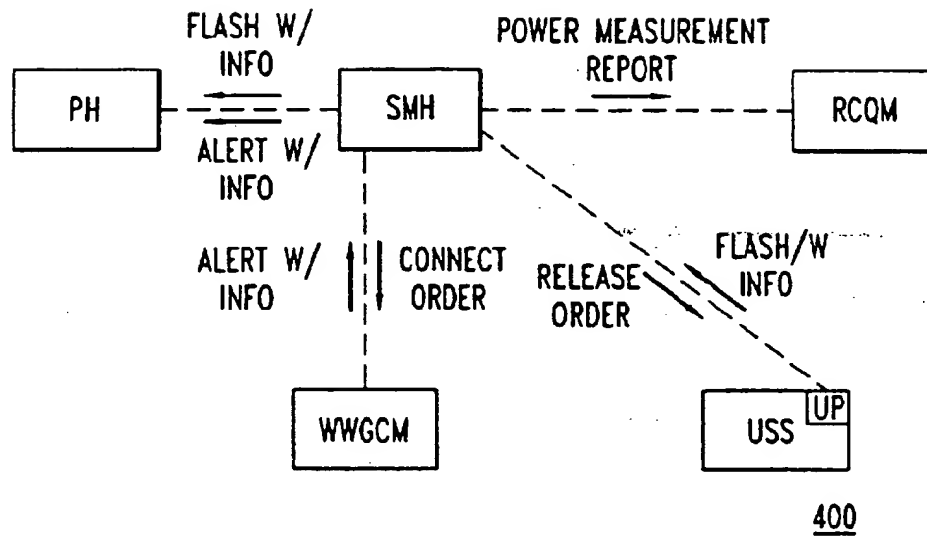 FLASH W/
INFO
POWER MEASUREMENT
REPORT
PH
SMH
RCQM
ALERT W/
INFO
ALERT W/
INFO
CONNECT
ORDER
RELEASE
ORDER
FLASH/W
INFO
WWGCM
USS
UP
400